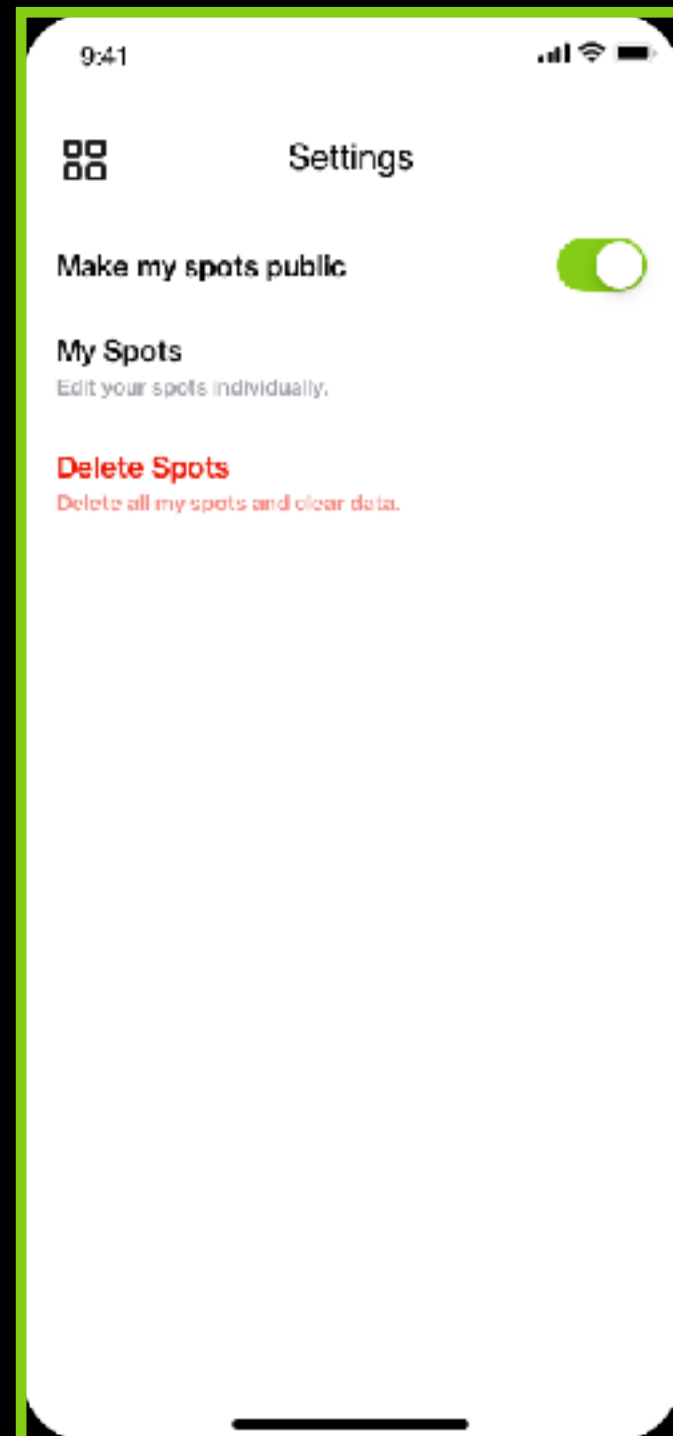 9:41
Settings
Make my spots public
My Spots
Edit your spots individually.
Delete Spots
Delete all my spots and clear data.